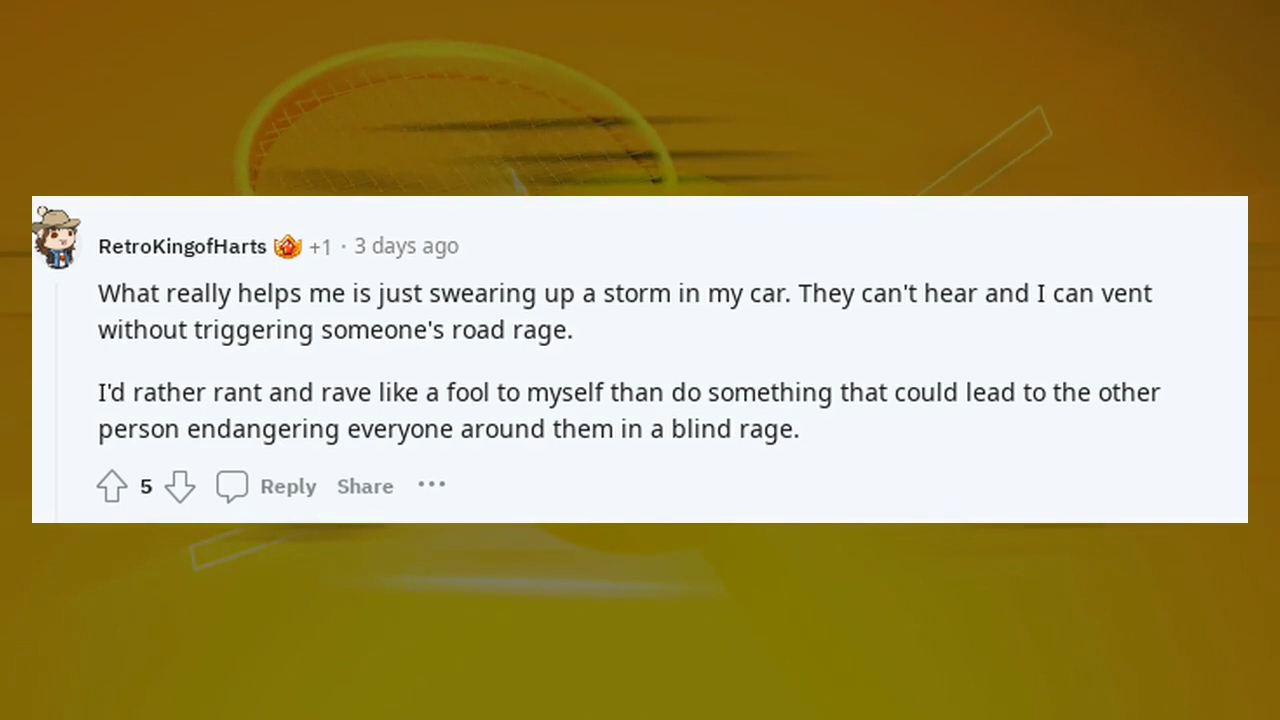 RetroKingofHarts +1 · 3 days ago
What really helps me is just swearing up a storm in my car. They can't hear and I can vent
without triggering someone's road rage.
I'd rather rant and rave like a fool to myself than do something that could lead to the other
person endangering everyone around them in a blind rage.
5 Reply Share ···